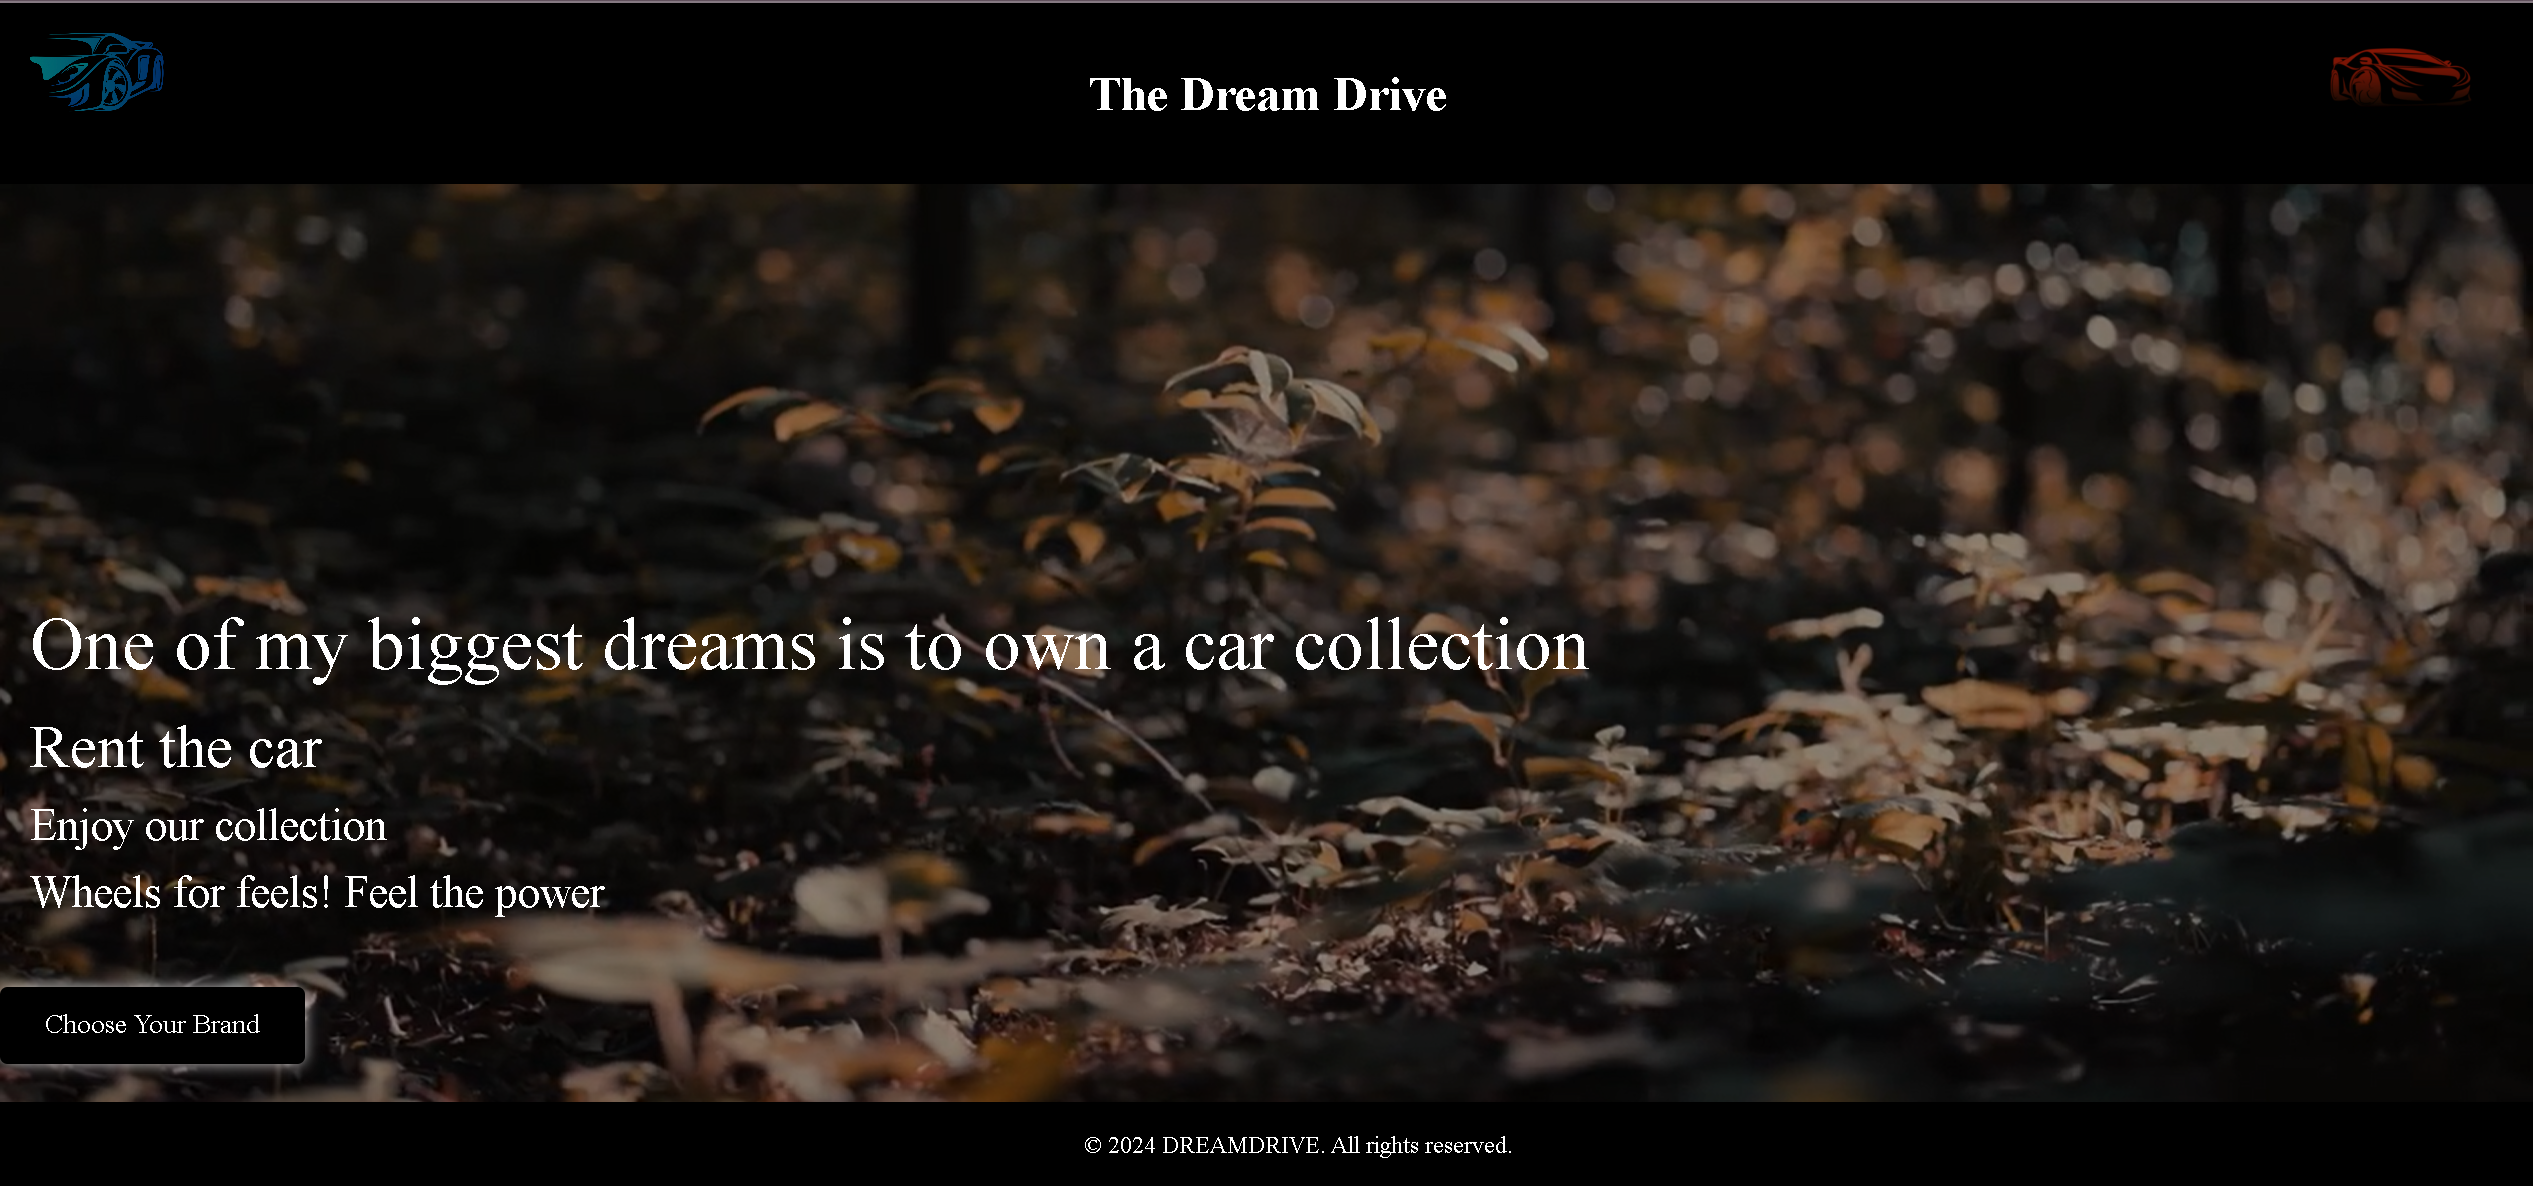 The Dream Drive
One of my biggest dreams is to own a car collection
Rent the car
Enjoy our collection
Wheels for feels! Feel the power
Choose Your Brand
© 2024 DREAMDRIVE. All rights reserved.